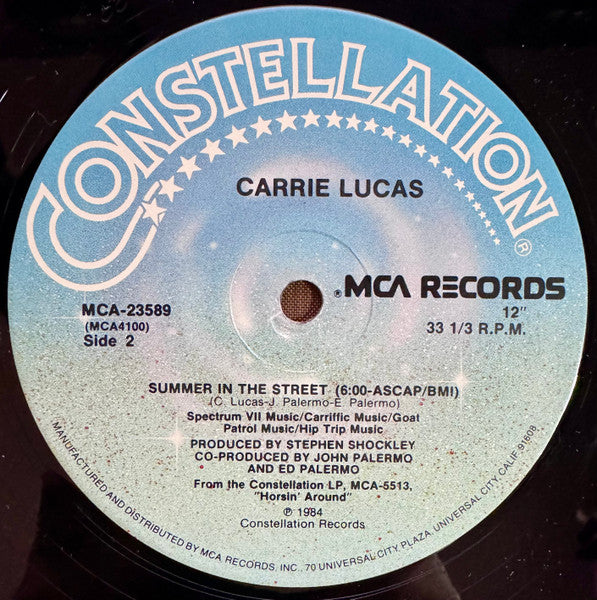 CONSTELLATION®
CARRIE LUCAS
®MCA RECORDS
MCA-23589
(MCA4100)
Side 2
12"
33 1/3 R.P.M.
SUMMER IN THE STREET (6:00-ASCAP/BMI)
(C. Lucas-J. Palermo-E. Palermo)
Spectrum VII Music/Carriffic Music/Goat
Patrol Music/Hip Trip Music
PRODUCED BY STEPHEN SHOCKLEY
CO-PRODUCED BY JOHN PALERMO
AND ED PALERMO
From the Constellation LP, MCA-5513,
"Horsin' Around"
℗ 1984
Constellation Records
MANUFACTURED AND DISTRIBUTED BY MCA RECORDS, INC., 70 UNIVERSAL CITY PLAZA, UNIVERSAL CITY, CALIF. 91608